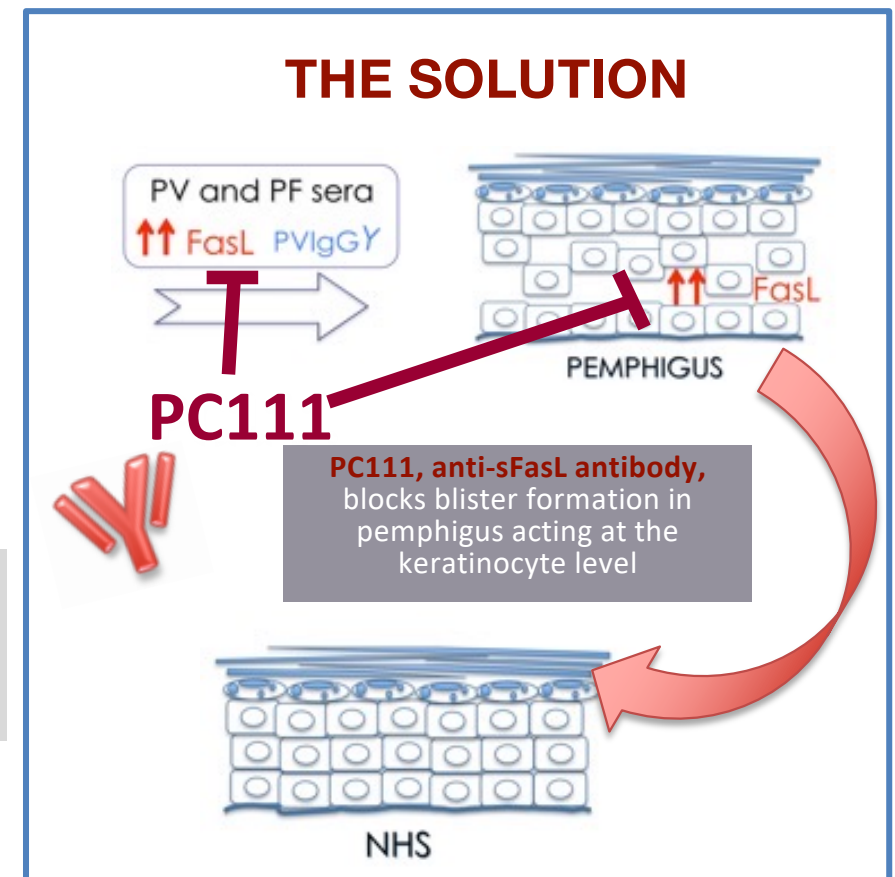 THE SOLUTION
PV and PF sera
FasL PVIgGY
FasL
PEMPHIGUS
PC111
PC111, anti-sFasL antibody,
blocks blister formation in
pemphigus acting at the
keratinocyte level
NHS